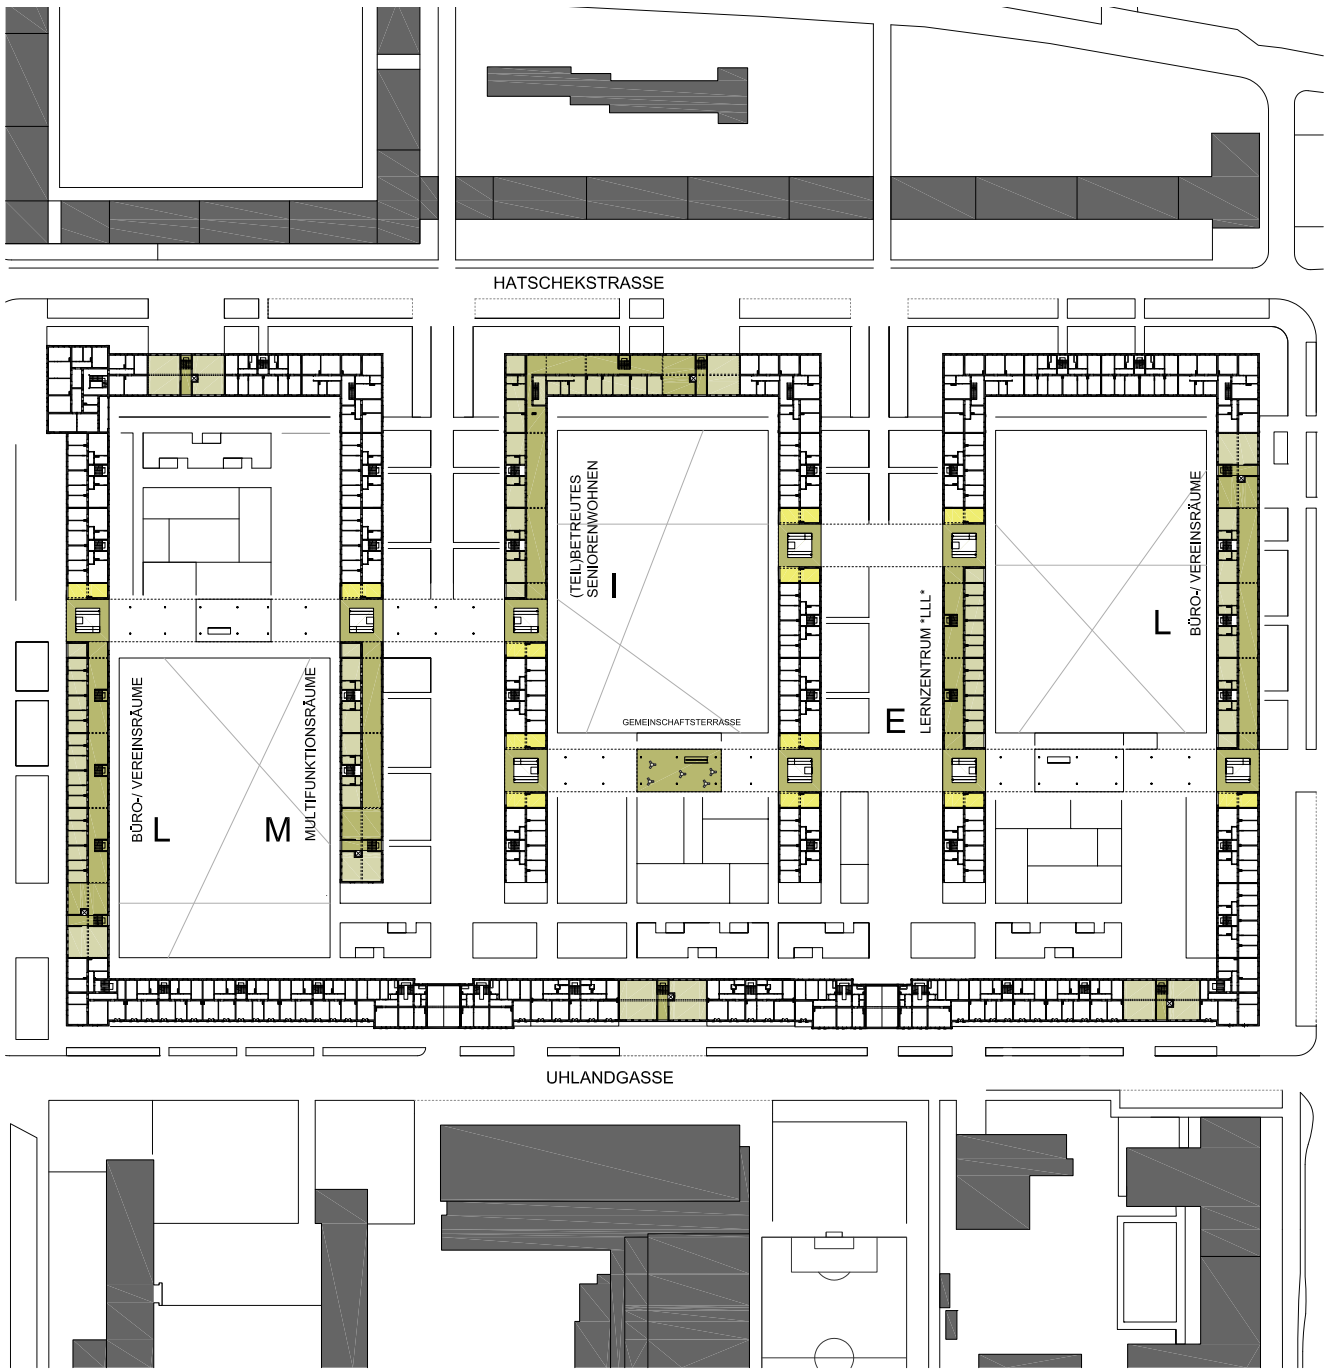 HATSCHEKSTRASSE
(TEIL)BETREUTES
SENIORENWOHNEN
I
BÜRO-/ VEREINSRÄUME
L
LERNZENTRUM "LLL"
E
GEMEINSCHAFTSTERRASSE
BÜRO-/ VEREINSRÄUME
L
M
MULTIFUNKTIONSRÄUME
UHLANDGASSE